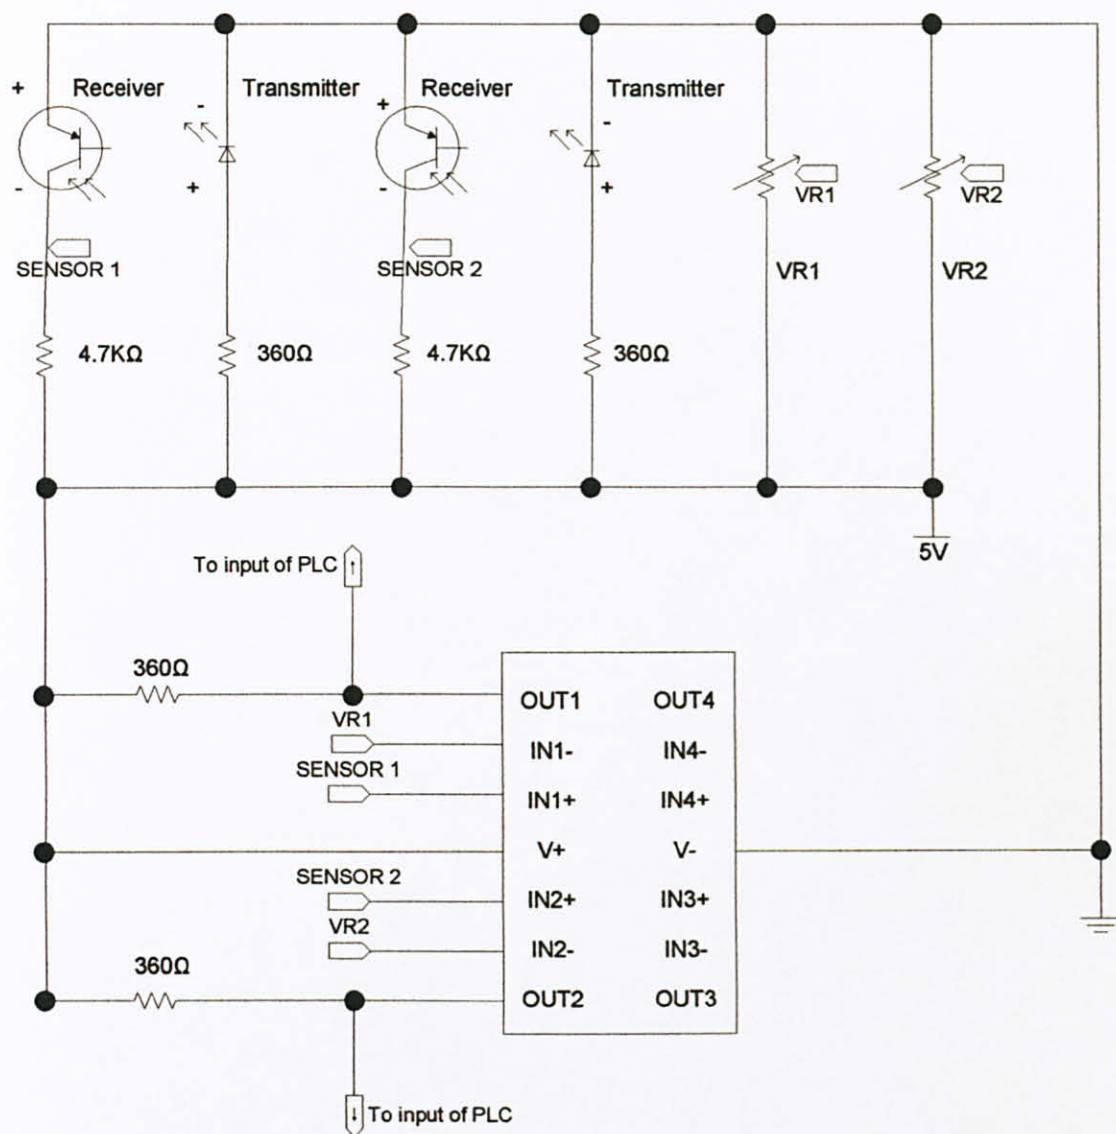 + Receiver - Transmitter + Receiver - Transmitter
- + - +
VR1 VR2
SENSOR 1 SENSOR 2 VR1 VR2
4.7KΩ 360Ω 4.7KΩ 360Ω
5V
To input of PLC
360Ω
OUT1 OUT4
VR1
IN1- IN4-
SENSOR 1
IN1+ IN4+
V+ V-
SENSOR 2
IN2+ IN3+
VR2
IN2- IN3-
360Ω
OUT2 OUT3
To input of PLC